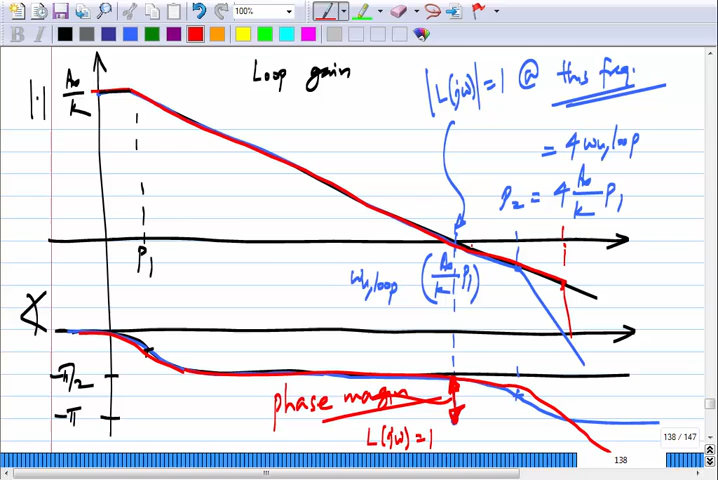 100%
B
Loop gain
|L(jω)| = 1 @ this freq.
|·| A₀/K
= 4 ωu,loop
p₂ = 4 A₀/K p₁
p₁
ωu,loop (A₀/K p₁)
∠
-π/2
-π
phase margin
L(jω) = 1
138 / 147
138